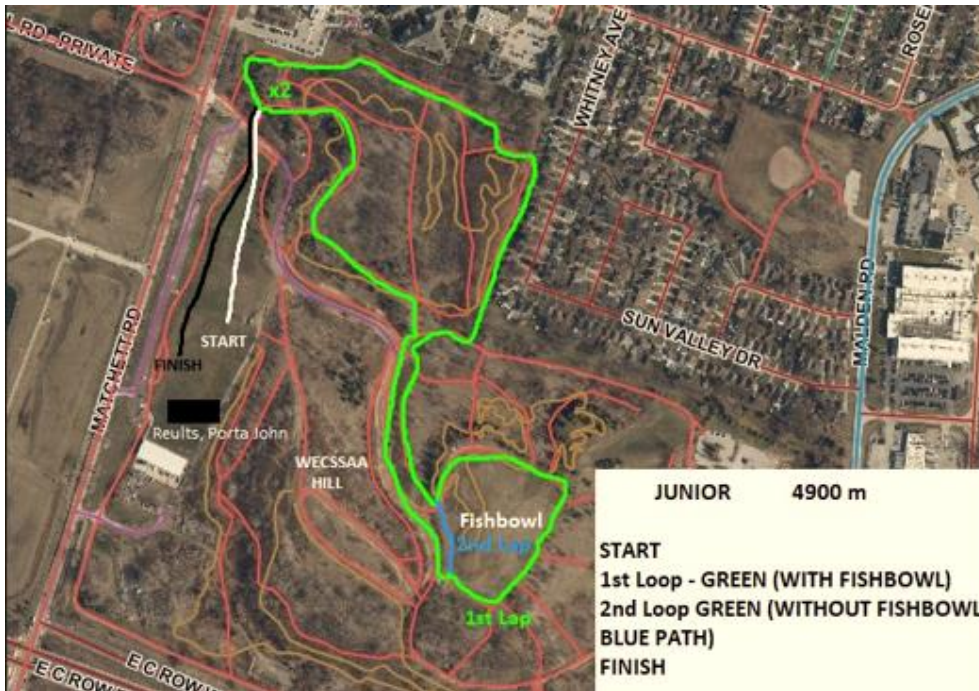 L RD - PRIVATE
x2
WHITNEY AVE
ROSE
START
FINISH
MATCHETT RD
Reults, Porta John
SUN VALLEY DR
MALDEN RD
WECSSAA
HILL
Fishbowl
2nd Lap
1st Lap
E C ROW
E C ROW
JUNIOR 4900 m
START
1st Loop - GREEN (WITH FISHBOWL)
2nd Loop GREEN (WITHOUT FISHBOWL
BLUE PATH)
FINISH